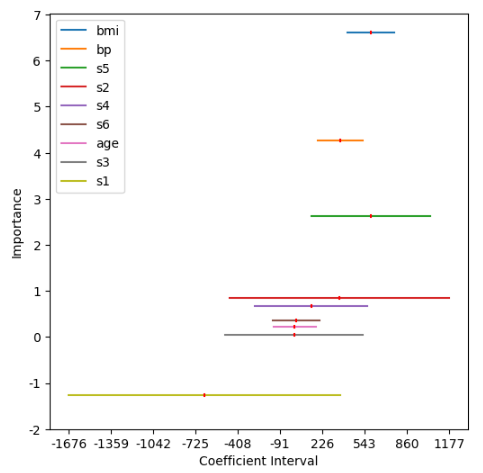 7
6
5
4
3
2
1
0
-1
-2
Importance
bmi
bp
s5
s2
s4
s6
age
s3
s1
-1676 -1359 -1042 -725 -408 -91 226 543 860 1177
Coefficient Interval